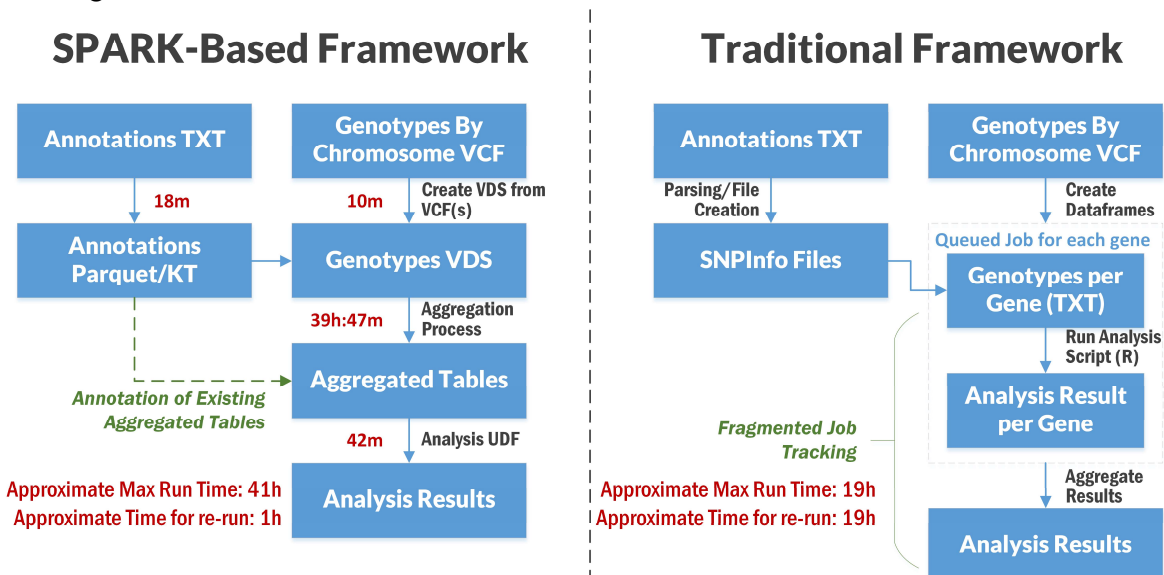 SPARK-Based Framework
Annotations TXT
Genotypes By
Chromosome VCF
18m
10m
Create VDS from
VCF(s)
Annotations
Parquet/KT
Genotypes VDS
39h:47m
Aggregation
Process
Aggregated Tables
Annotation of Existing
Aggregated Tables
42m
Analysis UDF
Analysis Results
Approximate Max Run Time: 41h
Approximate Time for re-run: 1h
Traditional Framework
Annotations TXT
Genotypes By
Chromosome VCF
Parsing/File
Creation
Create
Dataframes
SNPInfo Files
Queued Job for each gene
Genotypes per
Gene (TXT)
Run Analysis
Script (R)
Analysis Result
per Gene
Fragmented Job
Tracking
Aggregate
Results
Approximate Max Run Time: 19h
Approximate Time for re-run: 19h
Analysis Results